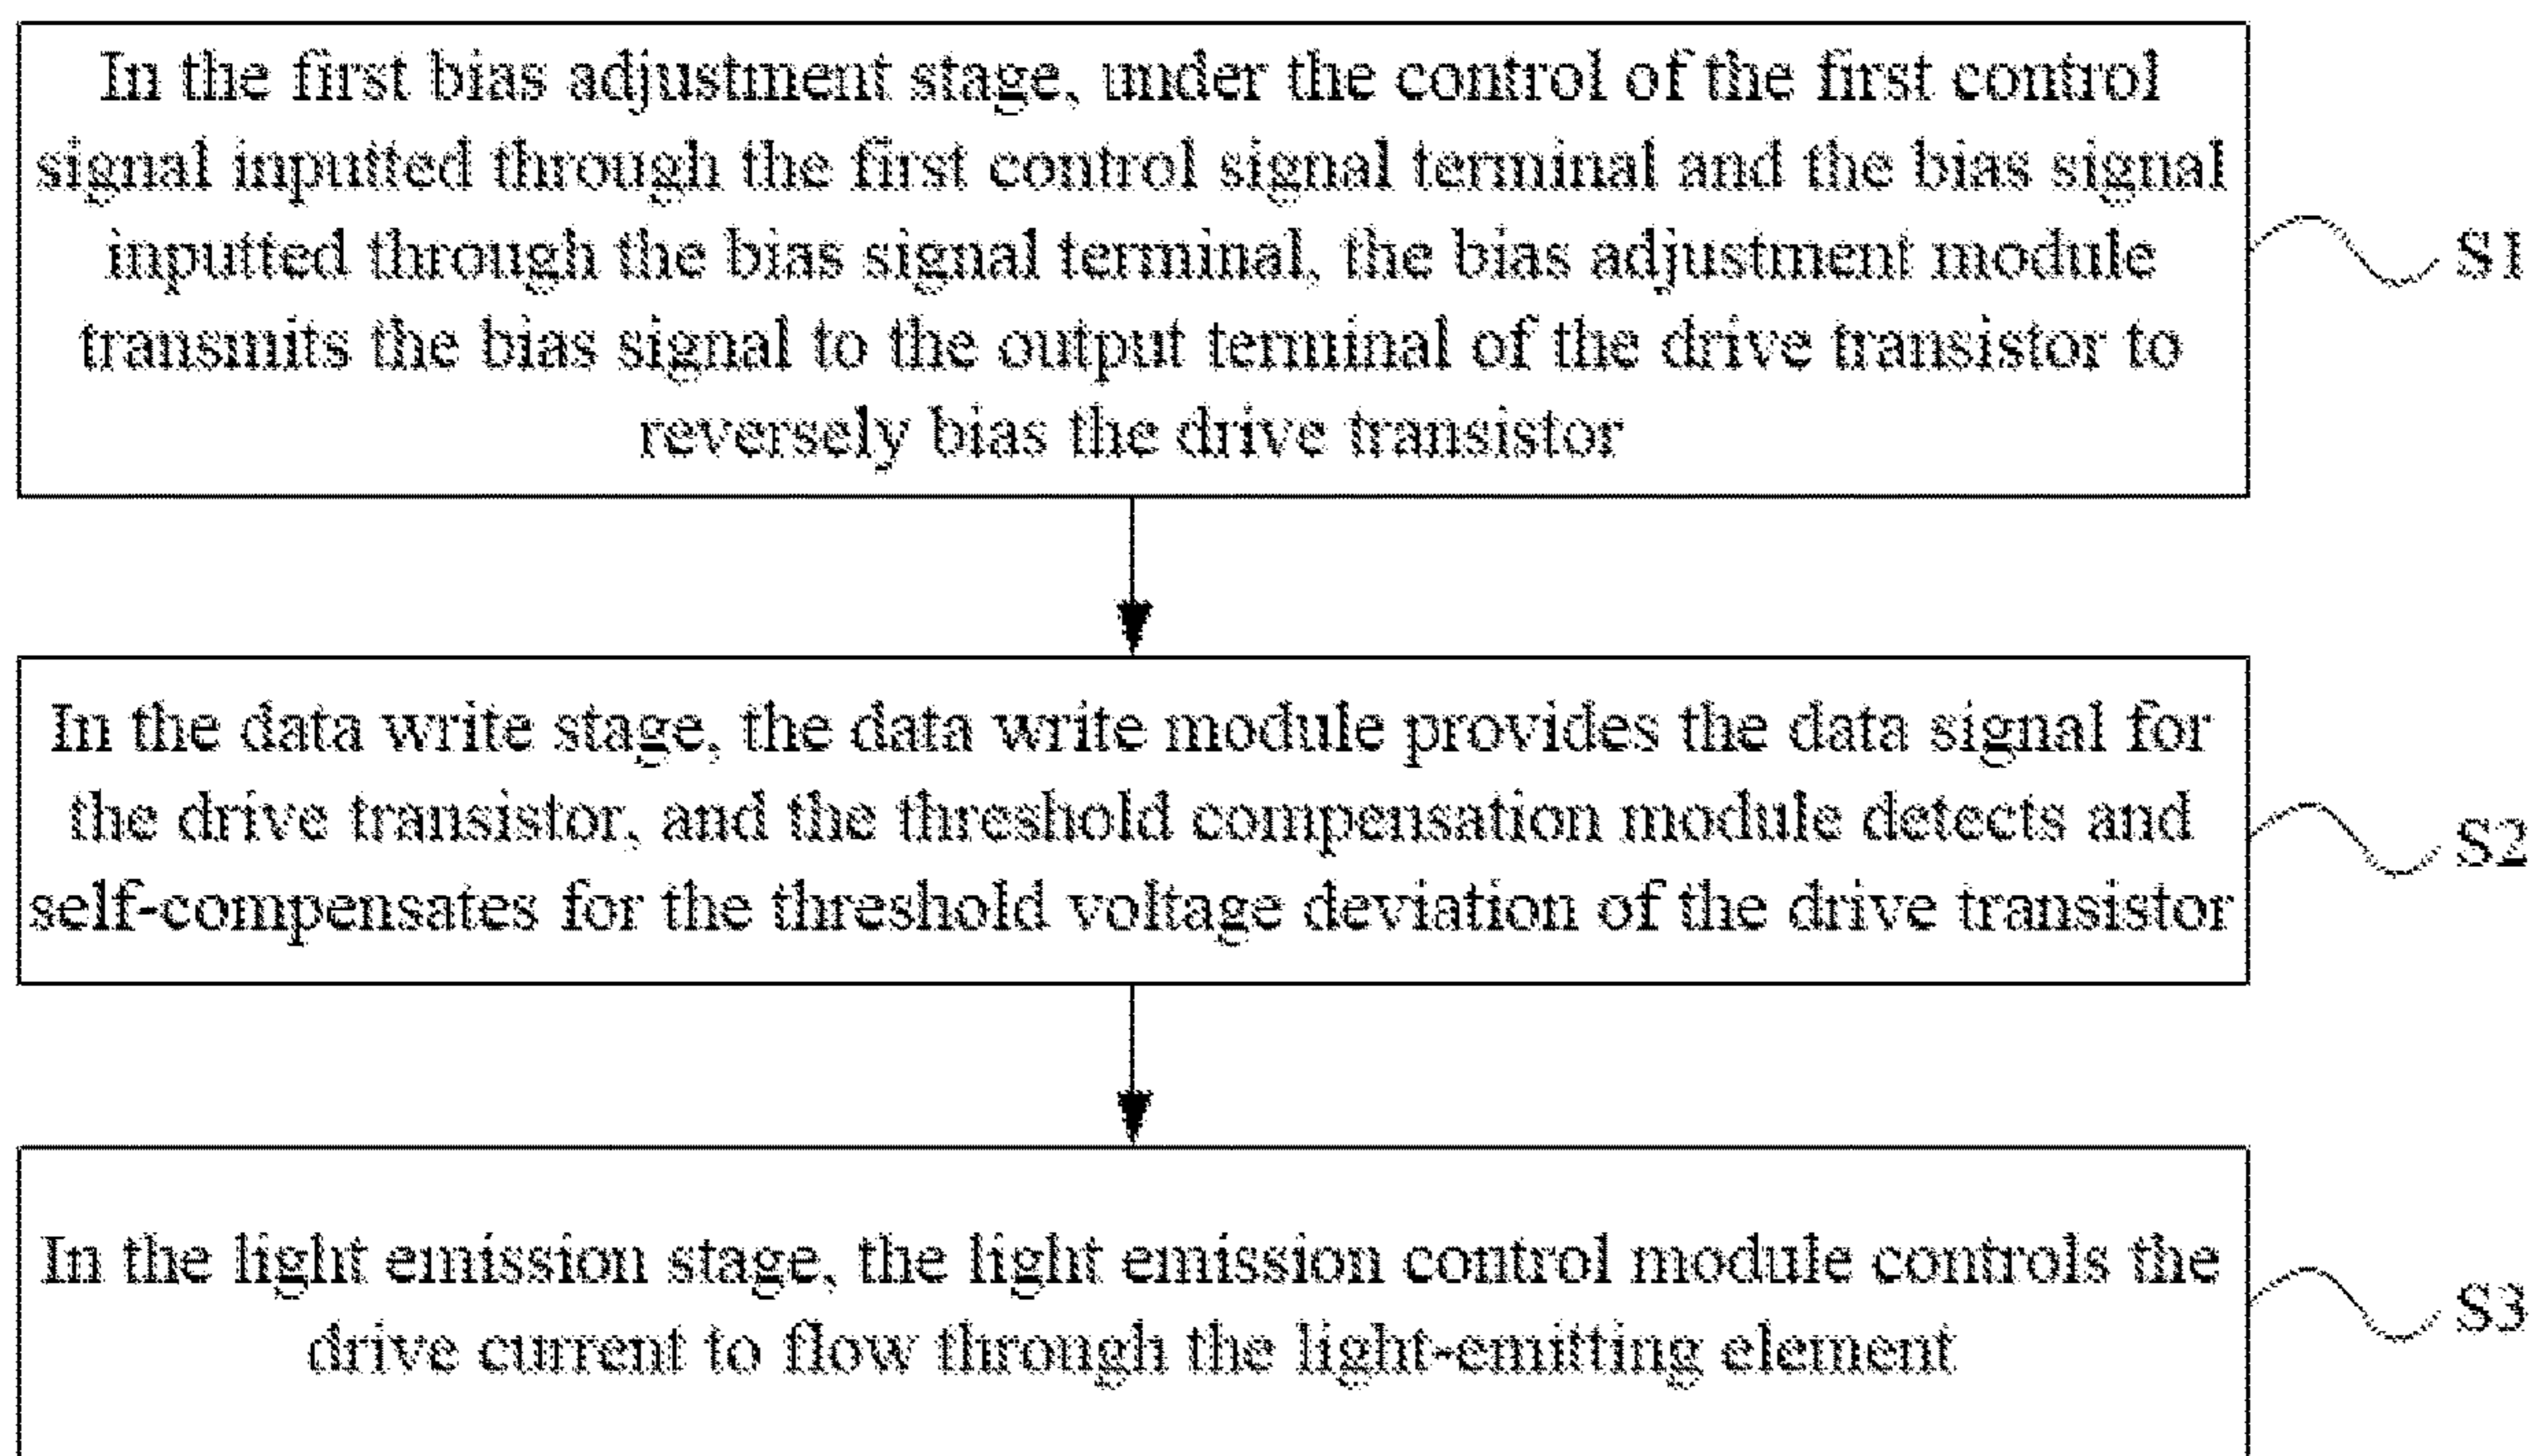 In the first bias adjustment stage, under the control of the first control
signal inputted through the first control signal terminal and the bias signal
inputted through the bias signal terminal, the bias adjustment module
transmits the bias signal to the output terminal of the drive transistor to
reversely bias the drive transistor
S1
In the data write stage, the data write module provides the data signal for
the drive transistor, and the threshold compensation module detects and
self-compensates for the threshold voltage deviation of the drive transistor
S2
In the light emission stage, the light emission control module controls the
drive current to flow through the light-emitting element
S3